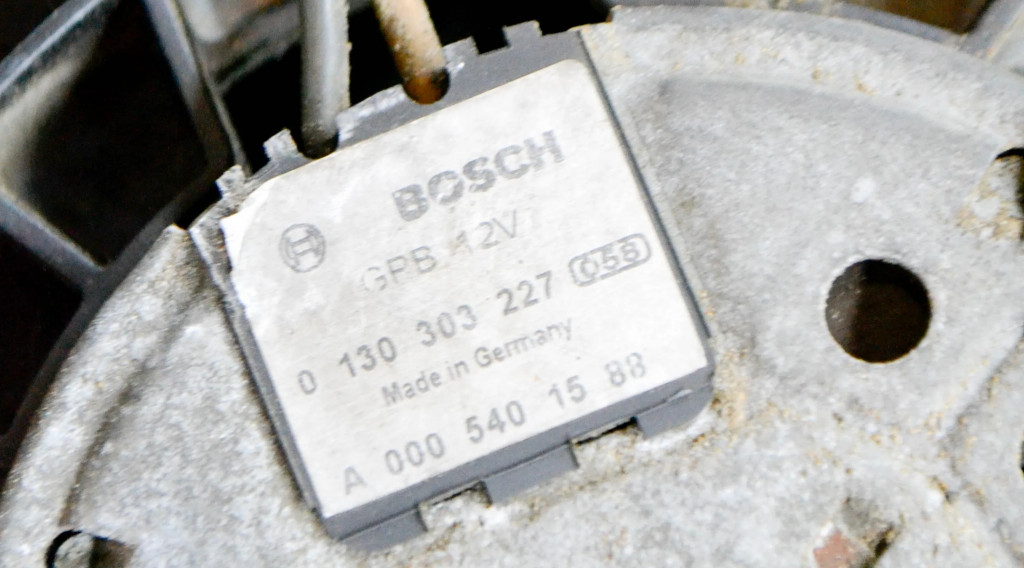 BOSCH
GPB 12V
0 130 303 227 058
Made in Germany
A 000 540 15 88